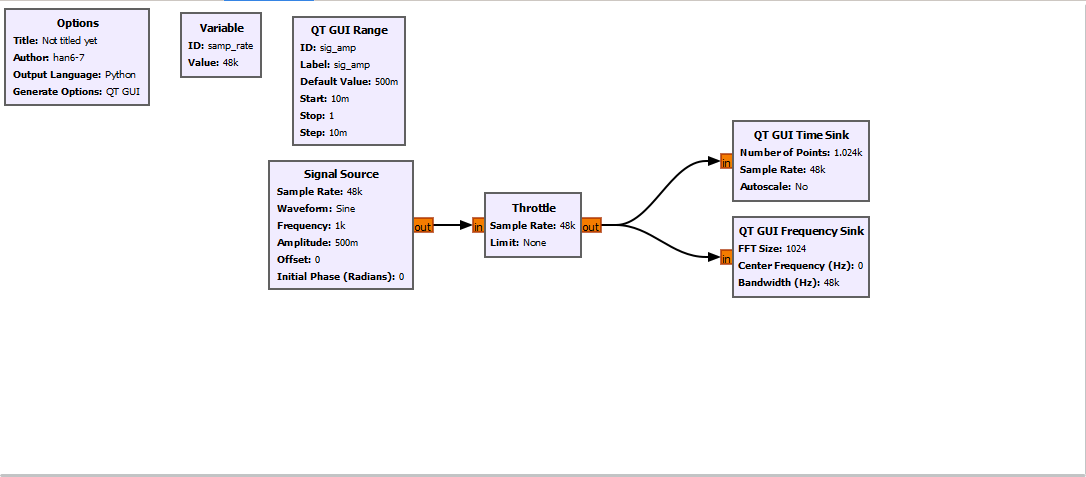 Options
Title: Not titled yet
Author: han6-7
Output Language: Python
Generate Options: QT GUI
Variable
ID: samp_rate
Value: 48k
QT GUI Range
ID: sig_amp
Label: sig_amp
Default Value: 500m
Start: 10m
Stop: 1
Step: 10m
Signal Source
Sample Rate: 48k
Waveform: Sine
Frequency: 1k
Amplitude: 500m
Offset: 0
Initial Phase (Radians): 0
out
in
Throttle
Sample Rate: 48k
Limit: None
out
in
QT GUI Time Sink
Number of Points: 1.024k
Sample Rate: 48k
Autoscale: No
in
QT GUI Frequency Sink
FFT Size: 1024
Center Frequency (Hz): 0
Bandwidth (Hz): 48k